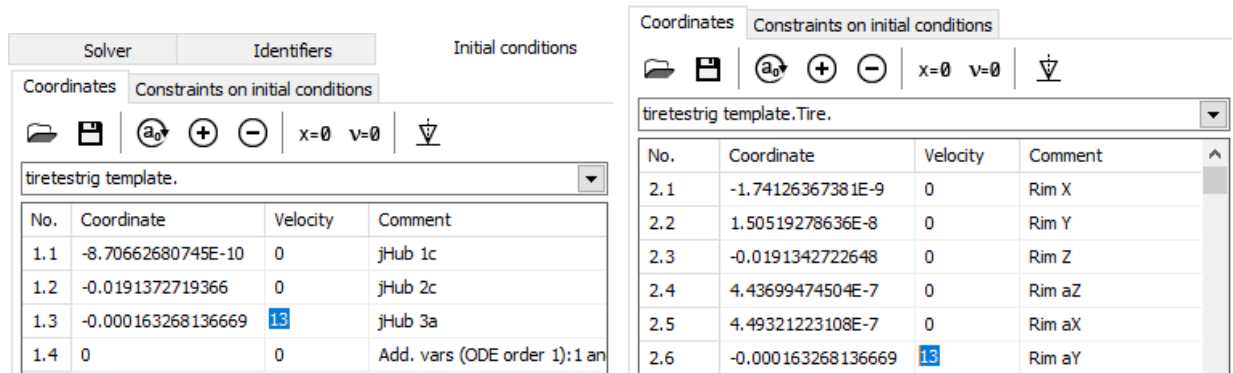 Solver Identifiers Initial conditions
Coordinates Constraints on initial conditions
a₀ x=0 v=0
tiretestrig template.
No. Coordinate Velocity Comment
1.1 -8.70662680745E-10 0 jHub 1c
1.2 -0.0191372719366 0 jHub 2c
1.3 -0.000163268136669 13 jHub 3a
1.4 0 0 Add. vars (ODE order 1):1 an
Coordinates Constraints on initial conditions
a₀ x=0 v=0
tiretestrig template.Tire.
No. Coordinate Velocity Comment
2.1 -1.74126367381E-9 0 Rim X
2.2 1.50519278636E-8 0 Rim Y
2.3 -0.0191342722648 0 Rim Z
2.4 4.43699474504E-7 0 Rim aZ
2.5 4.49321223108E-7 0 Rim aX
2.6 -0.000163268136669 13 Rim aY